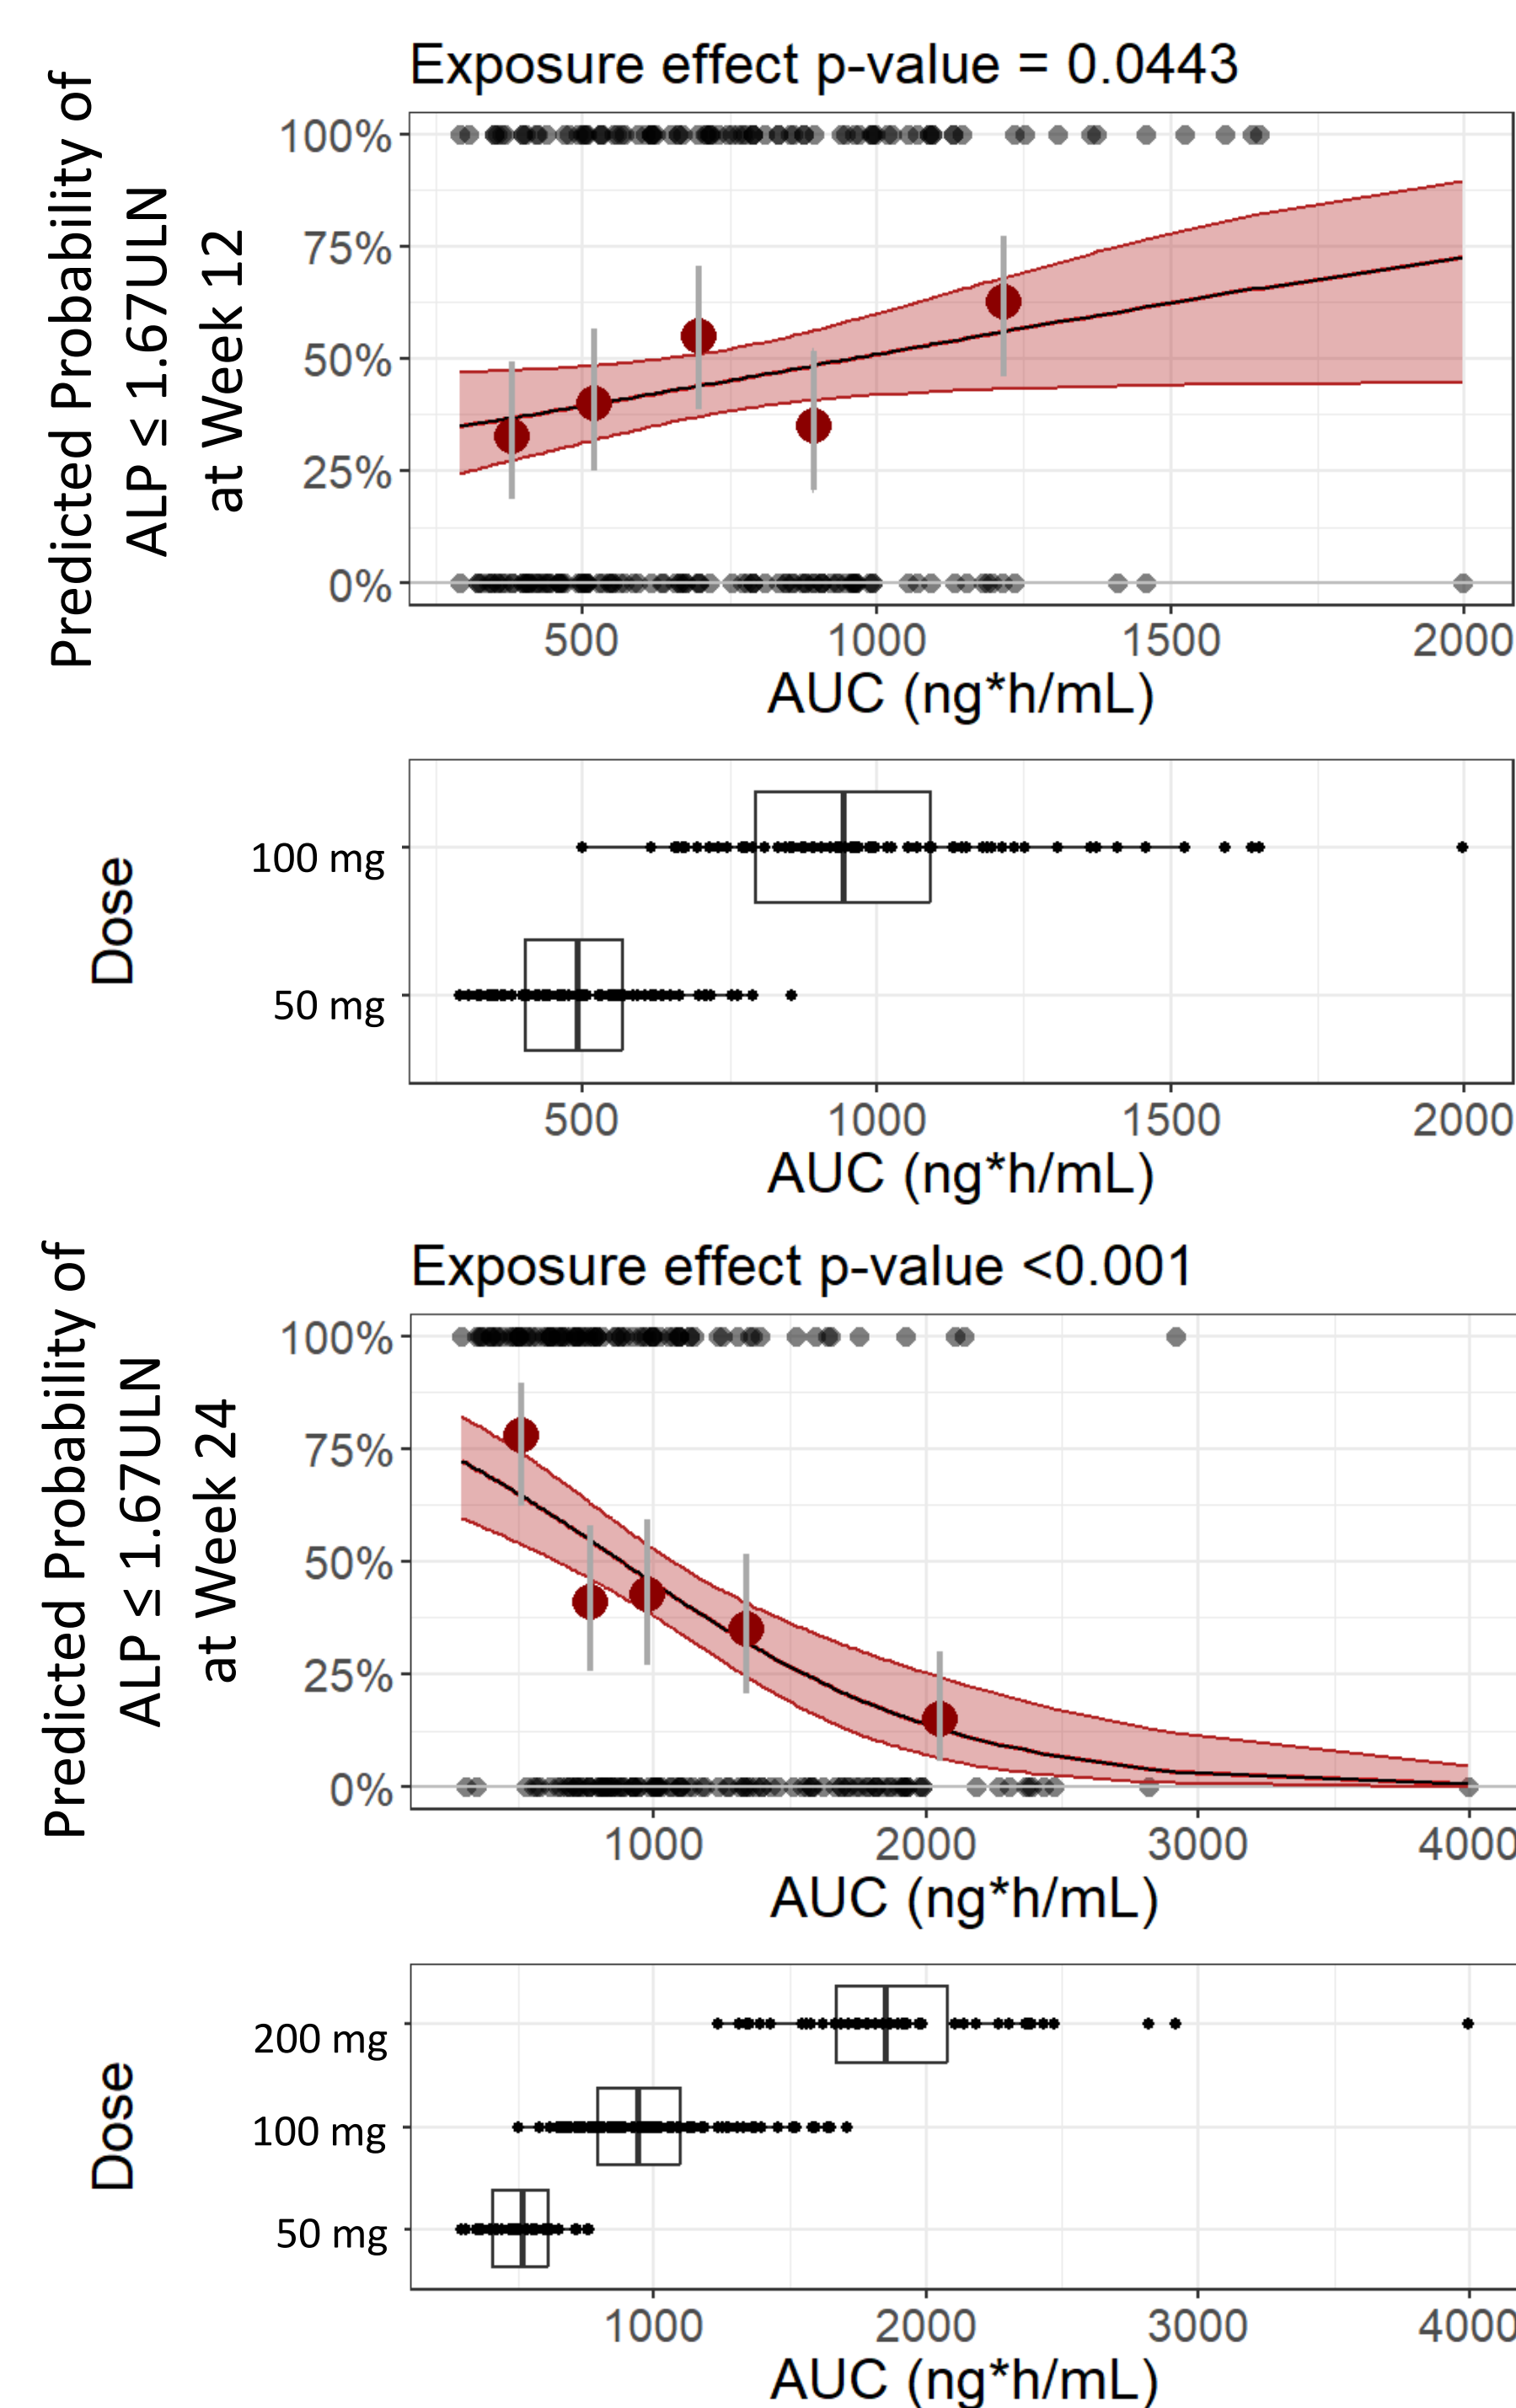 Exposure effect p-value = 0.0443
Predicted Probability of
ALP ≤ 1.67ULN
at Week 12
100%
75%
50%
25%
0%
500 1000 1500 2000
AUC (ng*h/mL)
Dose
100 mg
50 mg
500 1000 1500 2000
AUC (ng*h/mL)
Exposure effect p-value <0.001
Predicted Probability of
ALP ≤ 1.67ULN
at Week 24
100%
75%
50%
25%
0%
1000 2000 3000 4000
AUC (ng*h/mL)
Dose
200 mg
100 mg
50 mg
1000 2000 3000 4000
AUC (ng*h/mL)